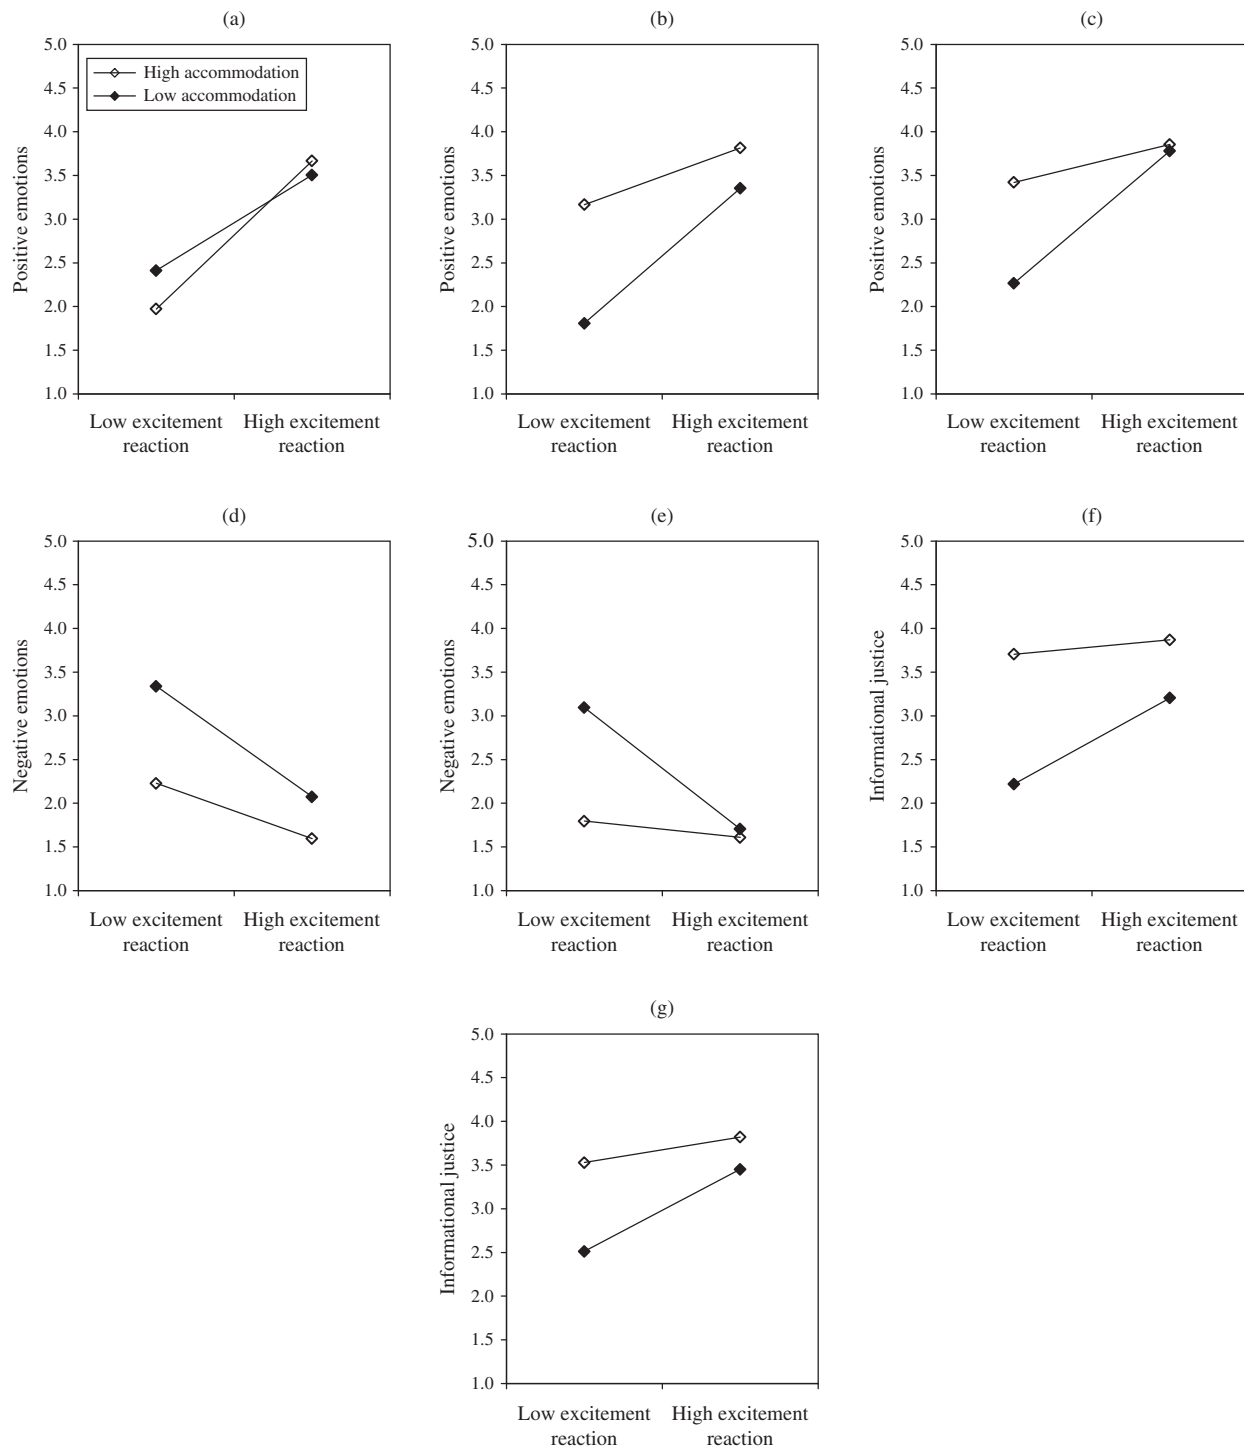 (a)
5.0
4.5
4.0
3.5
3.0
2.5
2.0
1.5
1.0
Positive emotions
High accommodation
Low accommodation
Low excitement
reaction
High excitement
reaction
(b)
5.0
4.5
4.0
3.5
3.0
2.5
2.0
1.5
1.0
Positive emotions
Low excitement
reaction
High excitement
reaction
(c)
5.0
4.5
4.0
3.5
3.0
2.5
2.0
1.5
1.0
Positive emotions
Low excitement
reaction
High excitement
reaction
(d)
5.0
4.5
4.0
3.5
3.0
2.5
2.0
1.5
1.0
Negative emotions
Low excitement
reaction
High excitement
reaction
(e)
5.0
4.5
4.0
3.5
3.0
2.5
2.0
1.5
1.0
Negative emotions
Low excitement
reaction
High excitement
reaction
(f)
5.0
4.5
4.0
3.5
3.0
2.5
2.0
1.5
1.0
Informational justice
Low excitement
reaction
High excitement
reaction
(g)
5.0
4.5
4.0
3.5
3.0
2.5
2.0
1.5
1.0
Informational justice
Low excitement
reaction
High excitement
reaction